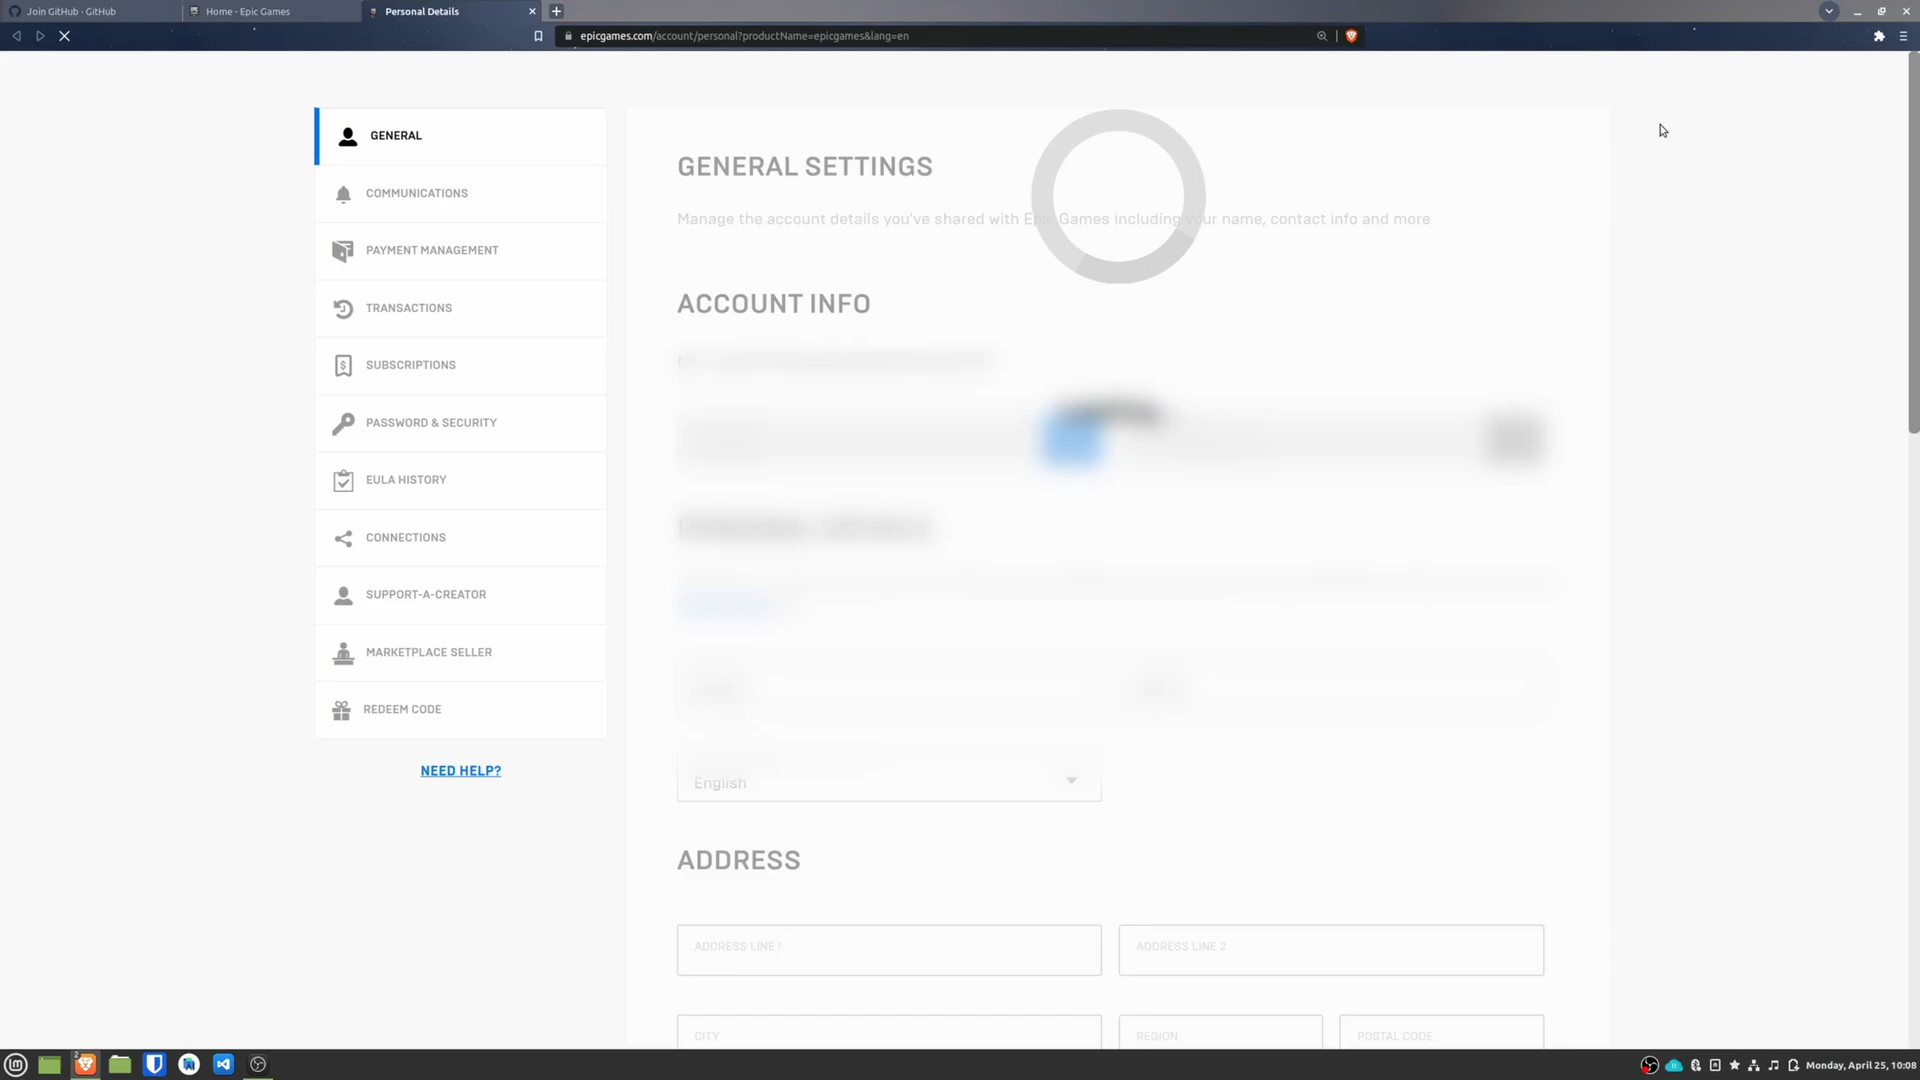 Join GitHub · GitHub
Home - Epic Games
Personal Details
epicgames.com/account/personal?productName=epicgames&lang=en
GENERAL
COMMUNICATIONS
PAYMENT MANAGEMENT
TRANSACTIONS
SUBSCRIPTIONS
PASSWORD & SECURITY
EULA HISTORY
CONNECTIONS
SUPPORT-A-CREATOR
MARKETPLACE SELLER
REDEEM CODE
NEED HELP?
GENERAL SETTINGS
Manage the account details you've shared with Epic Games including your name, contact info and more
ACCOUNT INFO
English
ADDRESS
ADDRESS LINE 1
ADDRESS LINE 2
CITY
REGION
POSTAL CODE
2
Monday, April 25, 10:08